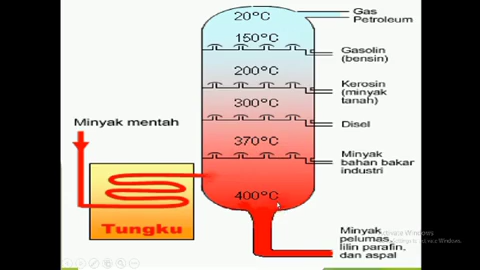 20°C
Gas
Petroleum
150°C
Gasolin
(bensin)
200°C
Kerosin
(minyak
tanah)
300°C
Disel
Minyak mentah
370°C
Minyak
bahan bakar
industri
400°C
Tungku
Minyak
pelumas,
lilin parafin,
dan aspal
Windows